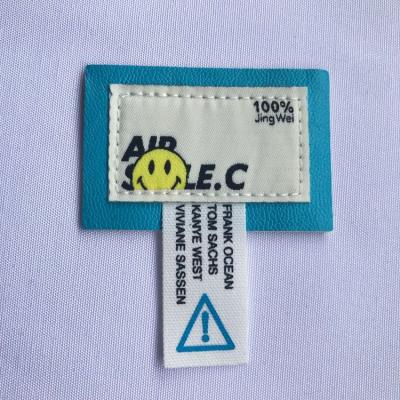 100%
JingWei
AIR
S LE.C
FRANK OCEAN
TOM SACHS
KANYE WEST
VIVIANE SASSEN